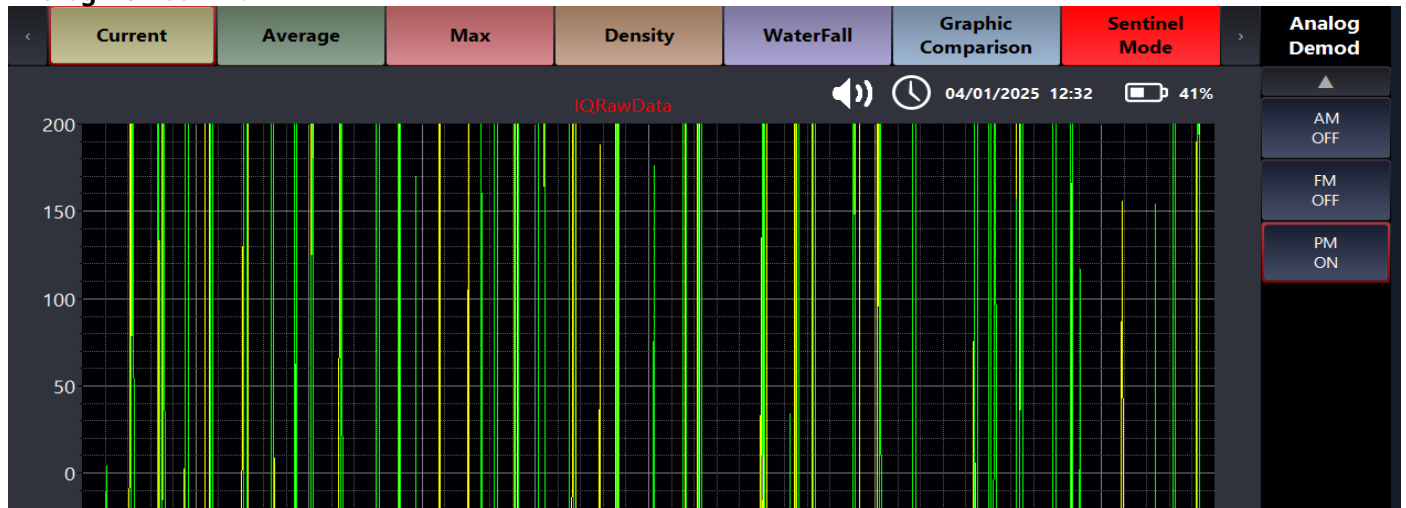 ‹
Current
Average
Max
Density
WaterFall
Graphic
Comparison
Sentinel
Mode
›
Analog
Demod
04/01/2025 12:32
41%
IQRawData
▲
AM
OFF
FM
OFF
PM
ON
200
150
100
50
0